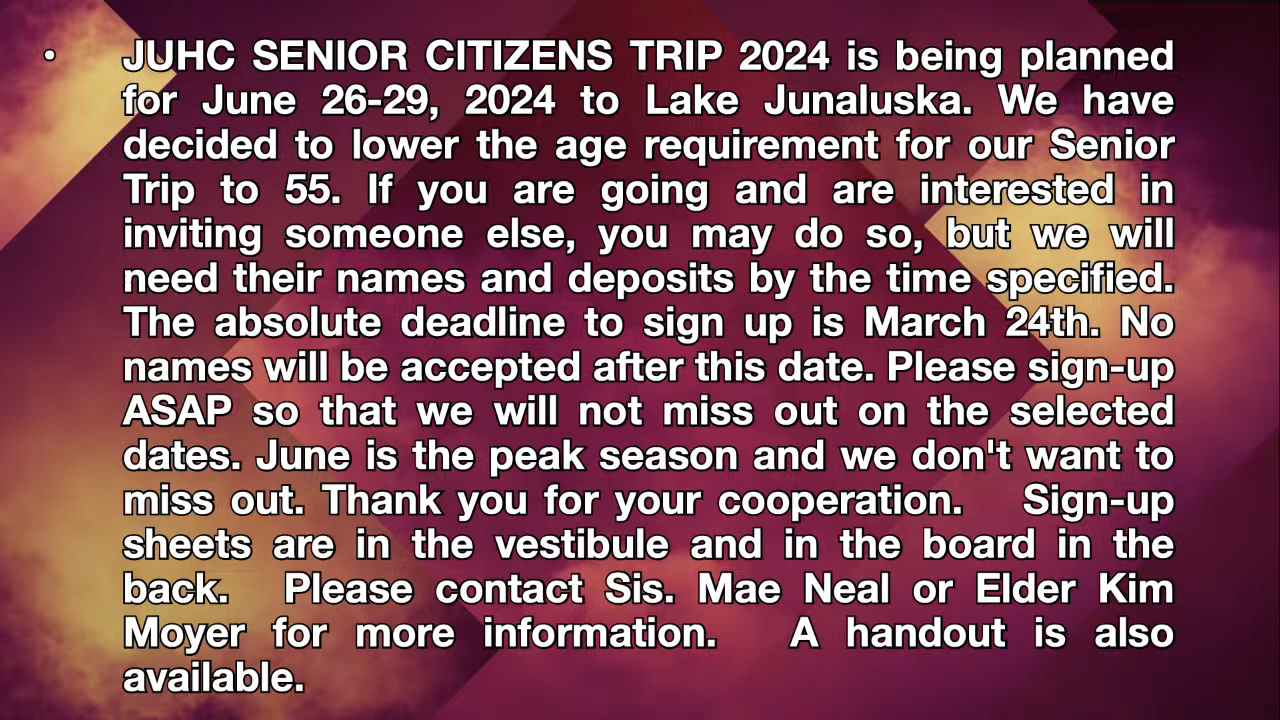 • JUHC SENIOR CITIZENS TRIP 2024 is being planned
for June 26-29, 2024 to Lake Junaluska. We have
decided to lower the age requirement for our Senior
Trip to 55. If you are going and are interested in
inviting someone else, you may do so, but we will
need their names and deposits by the time specified.
The absolute deadline to sign up is March 24th. No
names will be accepted after this date. Please sign-up
ASAP so that we will not miss out on the selected
dates. June is the peak season and we don't want to
miss out. Thank you for your cooperation. Sign-up
sheets are in the vestibule and in the board in the
back. Please contact Sis. Mae Neal or Elder Kim
Moyer for more information. A handout is also
available.